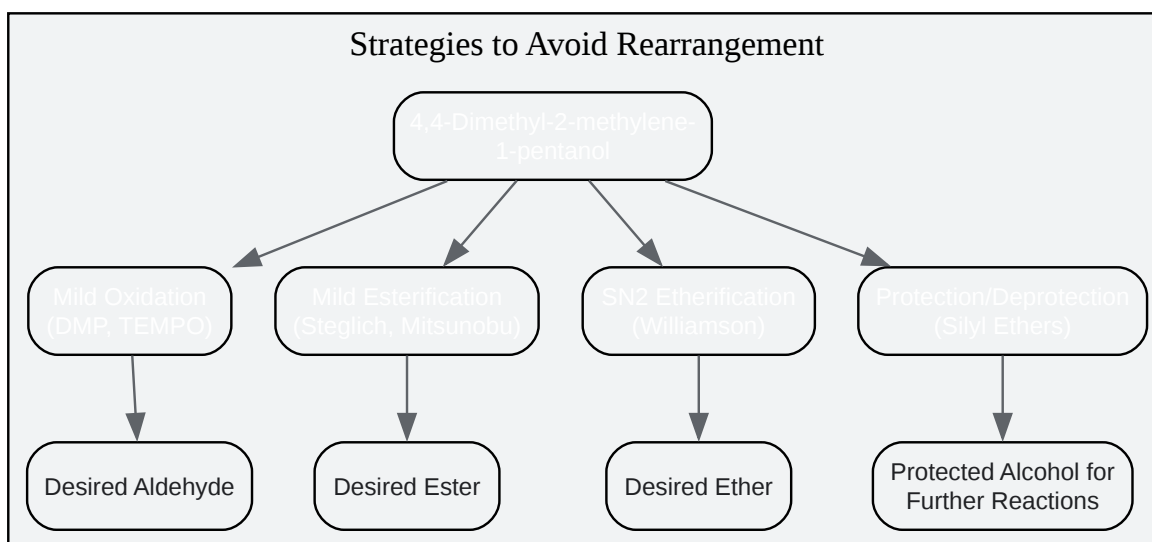 Strategies to Avoid Rearrangement
4,4-Dimethyl-2-methylene-
1-pentanol
Mild Oxidation
(DMP, TEMPO)
Mild Esterification
(Steglich, Mitsunobu)
SN2 Etherification
(Williamson)
Protection/Deprotection
(Silyl Ethers)
Desired Aldehyde
Desired Ester
Desired Ether
Protected Alcohol for
Further Reactions